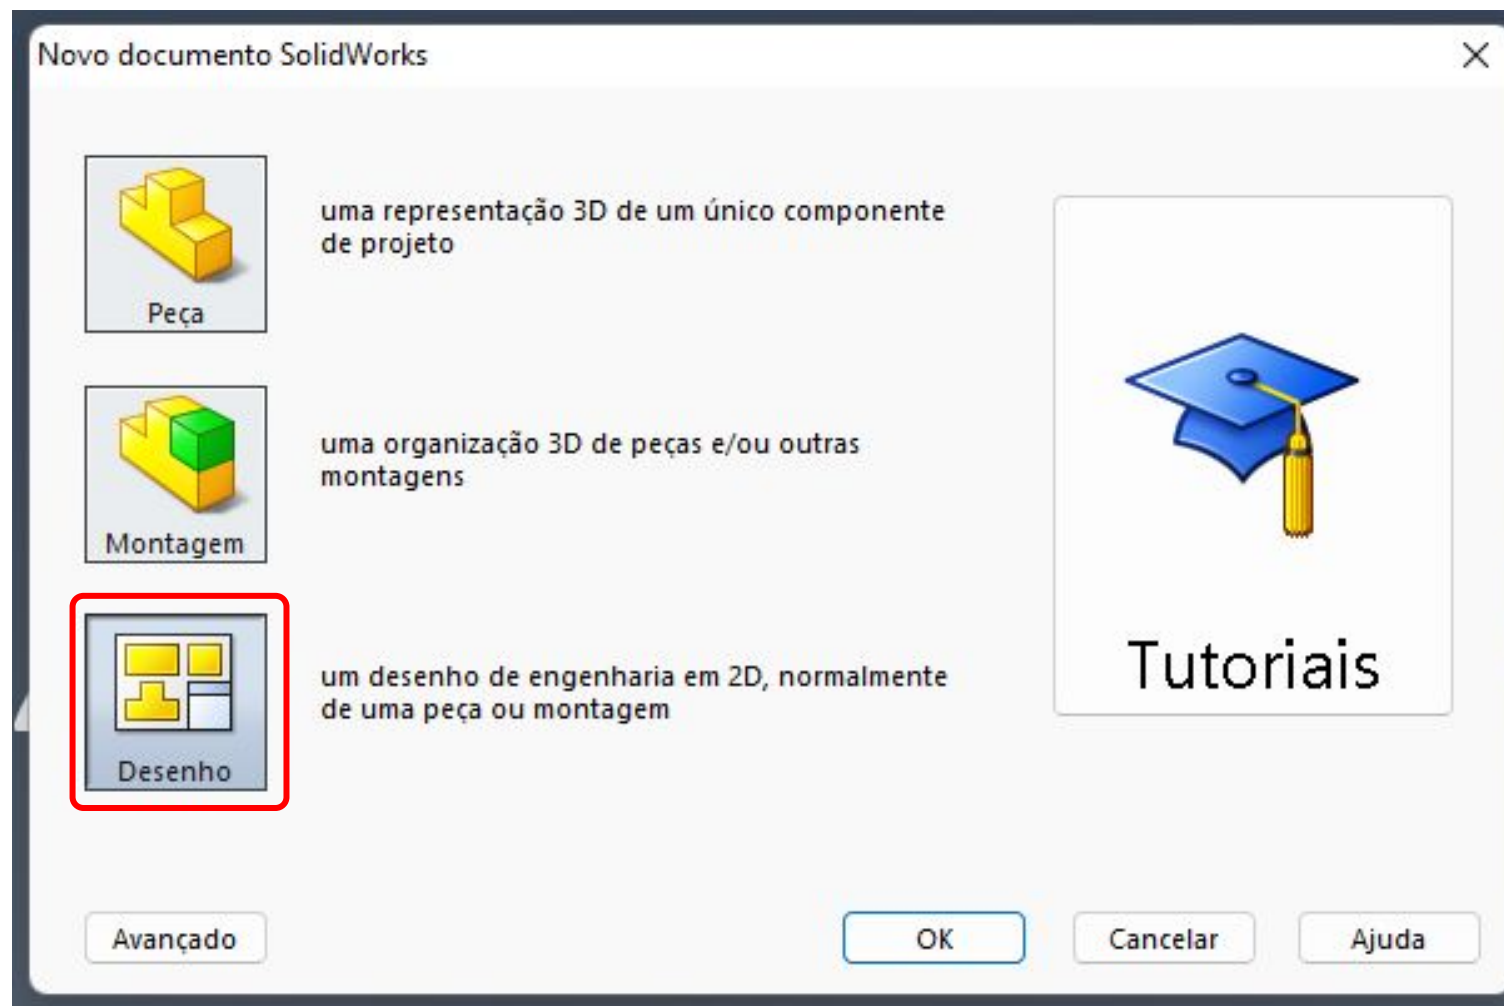 Novo documento SolidWorks
uma representação 3D de um único componente
de projeto
Peça
uma organização 3D de peças e/ou outras
montagens
Montagem
um desenho de engenharia em 2D, normalmente
de uma peça ou montagem
Desenho
Tutoriais
Avançado
OK
Cancelar
Ajuda